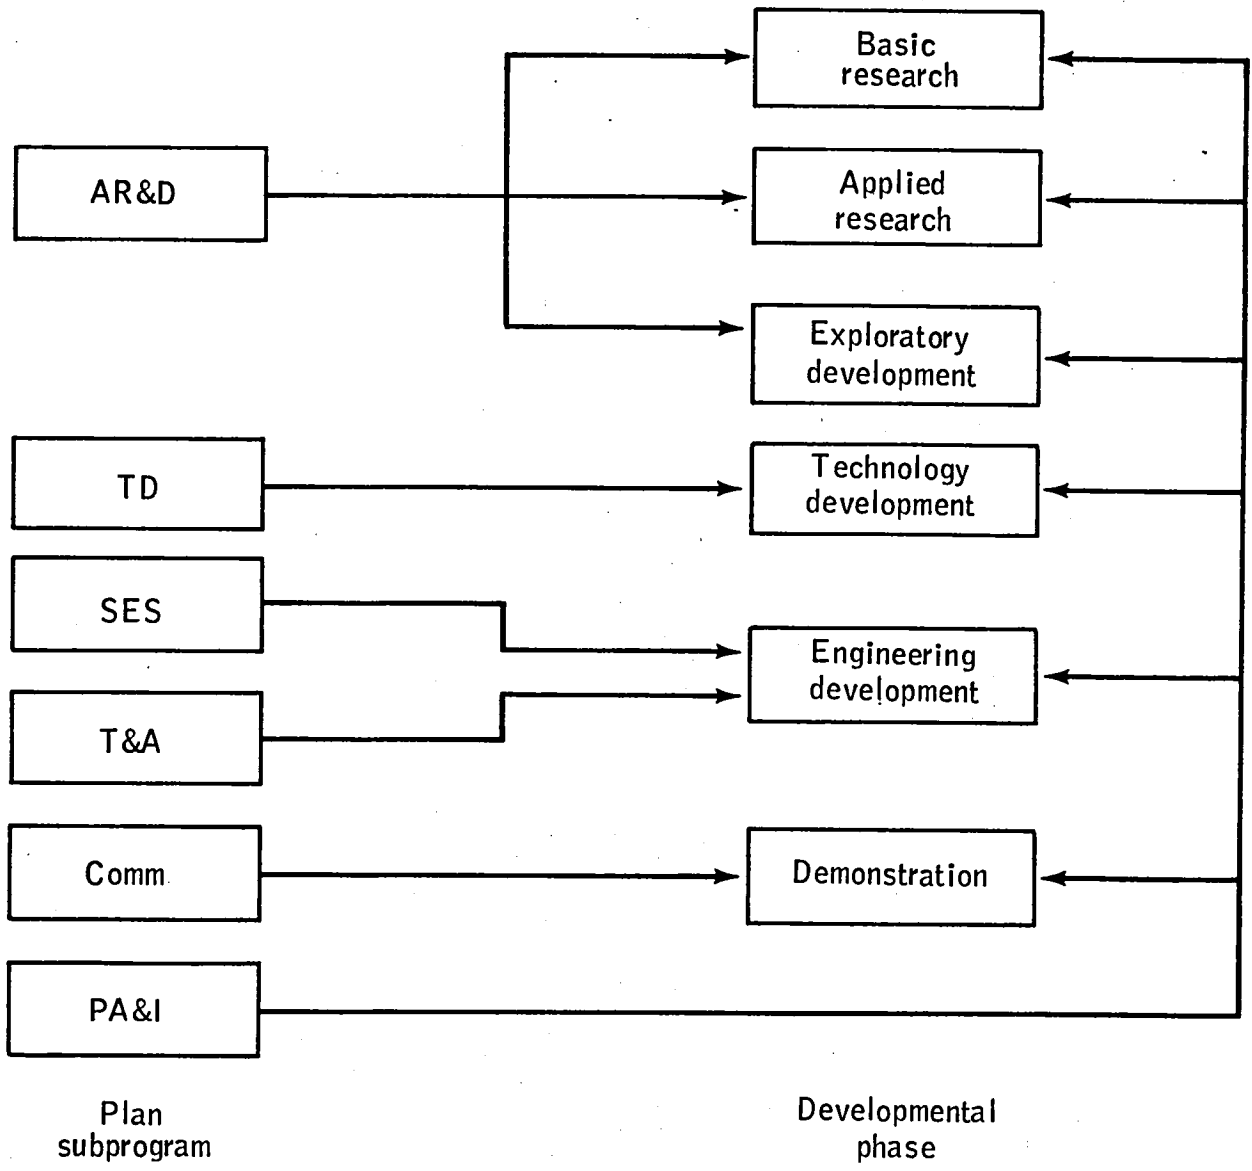 Basic
research
AR&D
Applied
research
Exploratory
development
TD
Technology
development
SES
Engineering
development
T&A
Comm
Demonstration
PA&I
Plan
subprogram
Developmental
phase